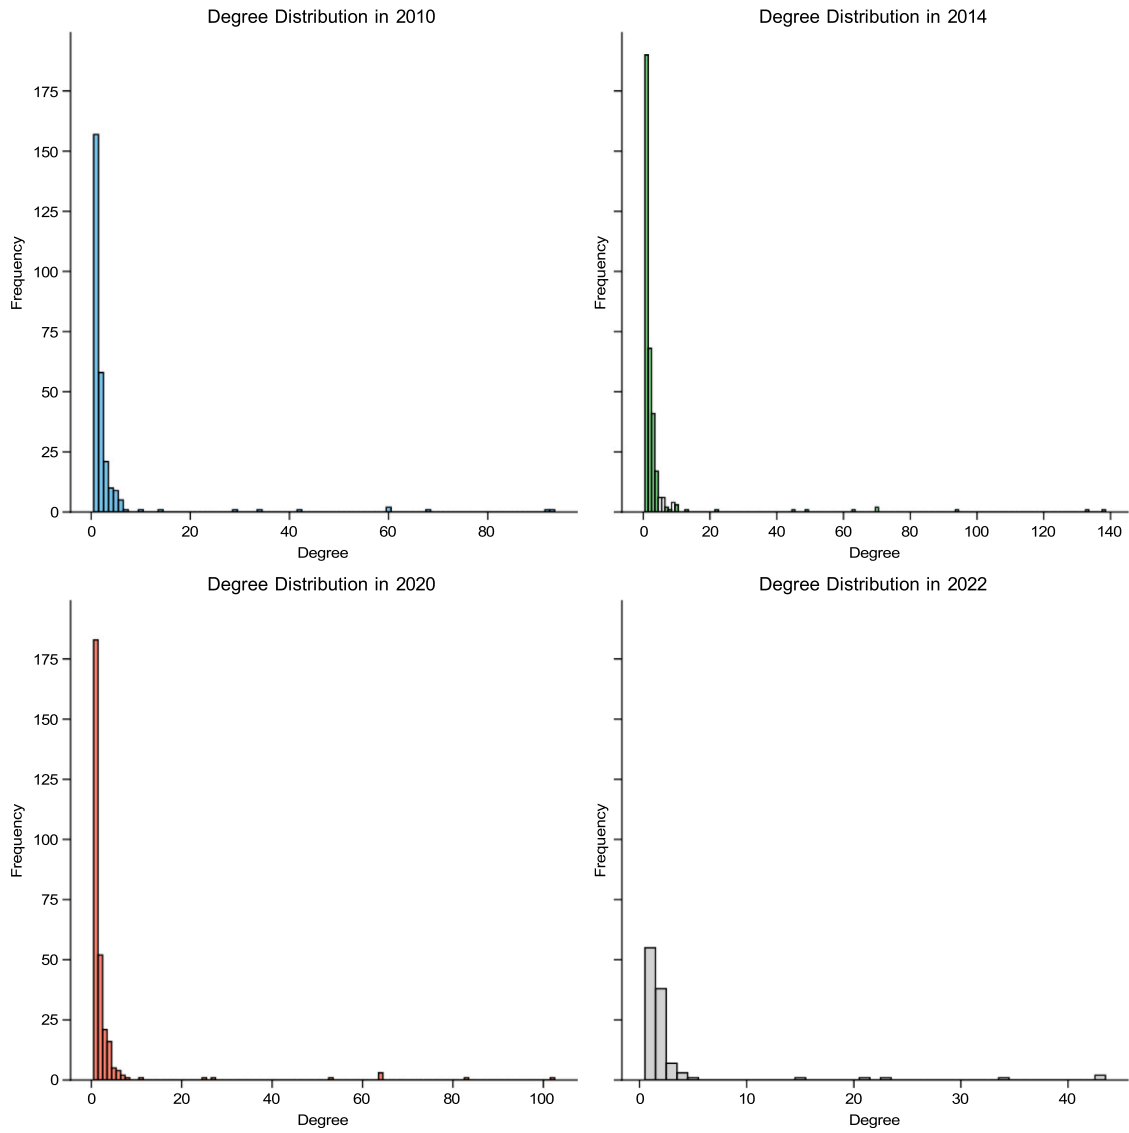 Degree Distribution in 2010
Degree Distribution in 2014
175
150
125
100
75
50
25
0
Frequency
Frequency
0 20 40 60 80
0 20 40 60 80 100 120 140
Degree
Degree
Degree Distribution in 2020
Degree Distribution in 2022
175
150
125
100
75
50
25
0
Frequency
Frequency
0 20 40 60 80 100
0 10 20 30 40
Degree
Degree